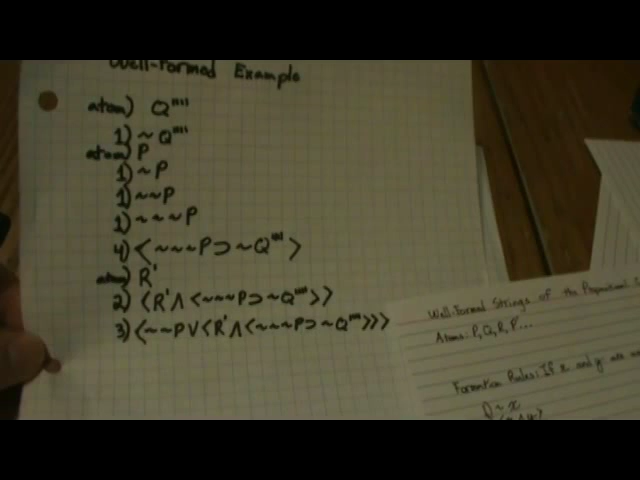 Well-Formed Example
atom) Q''''
1) ~Q''''
atom) P
1) ~P
1) ~~P
1) ~~~P
4) <~~~P⊃~Q''''>
atom) R'
2) <R'∧<~~~P⊃~Q''''>>
3) <~~P∨<R'∧<~~~P⊃~Q''''>>>
Well-Formed Strings of the Propositional
Atoms: P, Q, R, P'...
Formation Rules: If x and y are
1) ~x